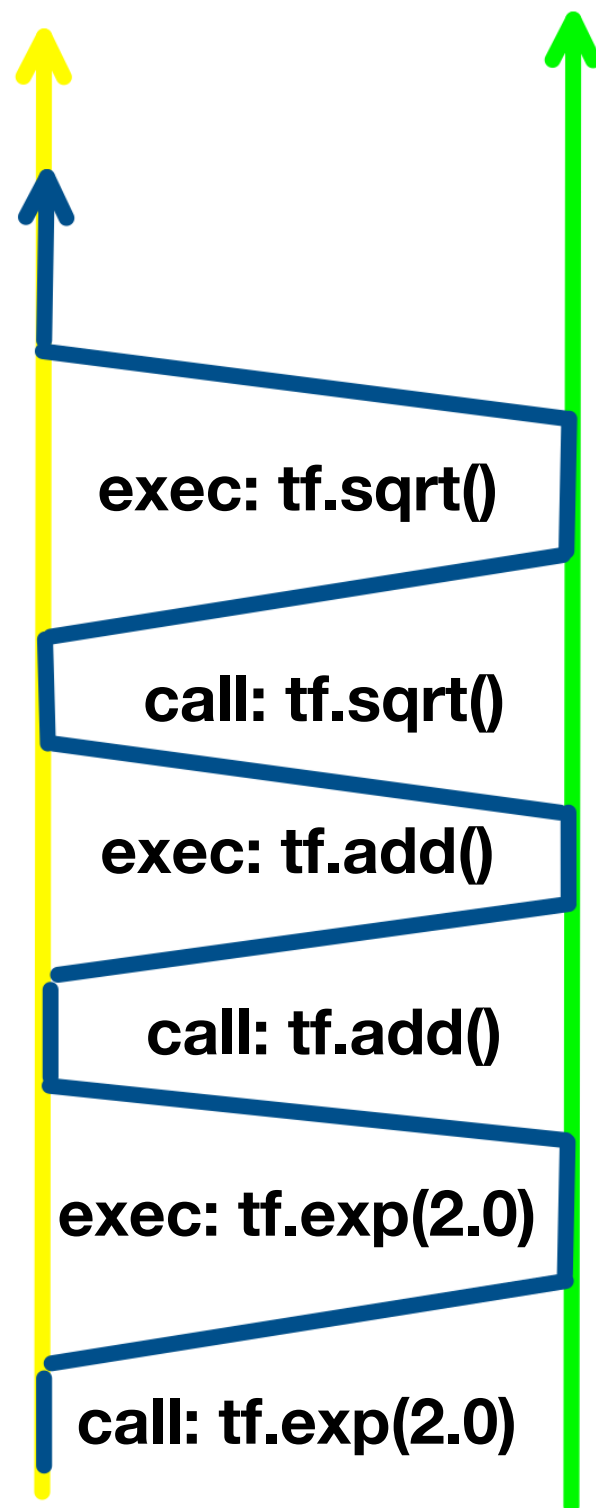 exec: tf.sqrt()
call: tf.sqrt()
exec: tf.add()
call: tf.add()
exec: tf.exp(2.0)
call: tf.exp(2.0)